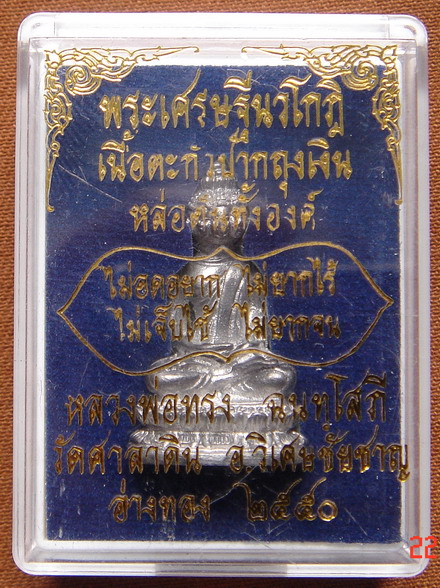 พระเศรษฐีนวโกฏิ
เนื้อตะกั่วปากถุงเงิน
หล่อตันทั้งองค์
ไม่อดอยาก ไม่ยากไร้
ไม่เจ็บไข้ ไม่ยากจน
หลวงพ่อทรง ฉนฺทโสภี
วัดศาลาดิน อ.วิเศษชัยชาญ
อ่างทอง ๒๕๕๐
22